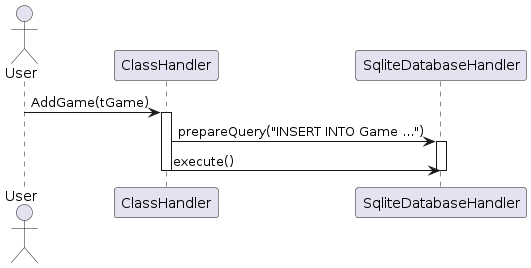 User
ClassHandler
SqliteDatabaseHandler
AddGame(tGame)
prepareQuery("INSERT INTO Game ...")
execute()
User
ClassHandler
SqliteDatabaseHandler